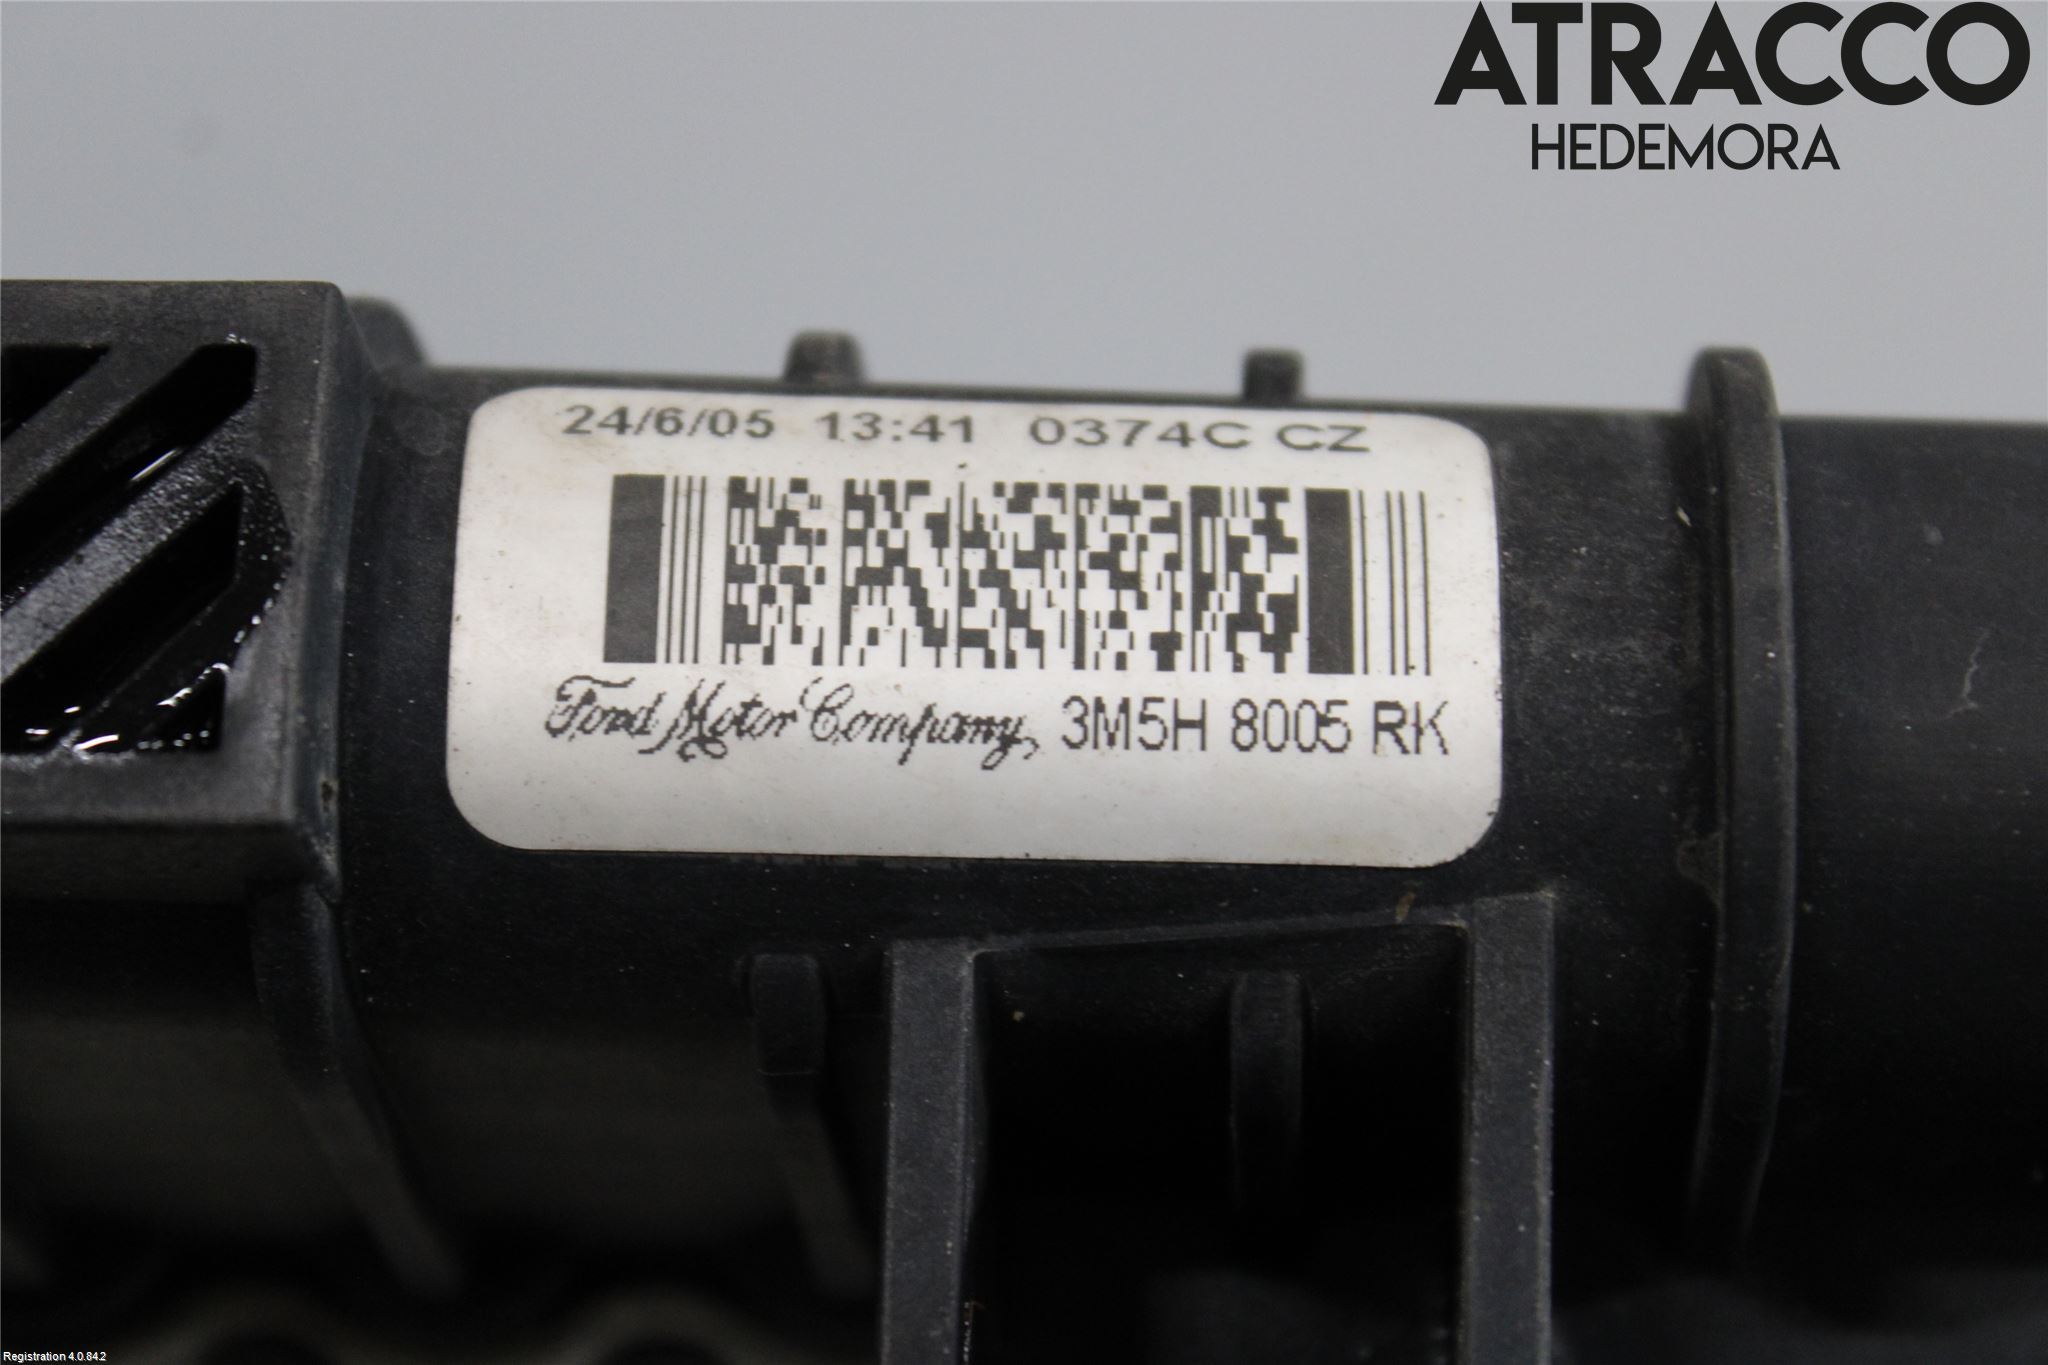 ATRACCO
HEDEMORA
24/6/05 13:41 0374C CZ
Ford Motor Company, 3M5H 8005 RK
Registration 4.0.84.2